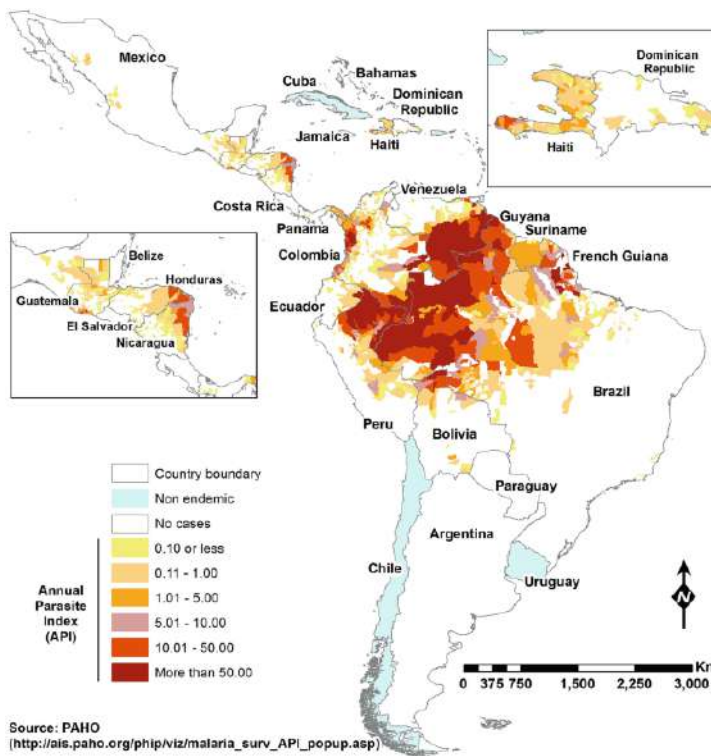 Mexico
Cuba
Bahamas
Dominican
Republic
Jamaica
Haiti
Dominican
Republic
Haiti
Costa Rica
Panama
Colombia
Venezuela
Guyana
Suriname
French Guiana
Ecuador
Belize
Honduras
Guatemala
El Salvador
Nicaragua
Peru
Brazil
Bolivia
Paraguay
Argentina
Chile
Uruguay
Country boundary
Non endemic
No cases
0.10 or less
0.11 - 1.00
1.01 - 5.00
5.01 - 10.00
10.01 - 50.00
More than 50.00
Annual
Parasite
Index
(API)
N
Km
0 375 750 1,500 2,250 3,000
Source: PAHO
(http://ais.paho.org/phip/viz/malaria_surv_API_popup.asp)